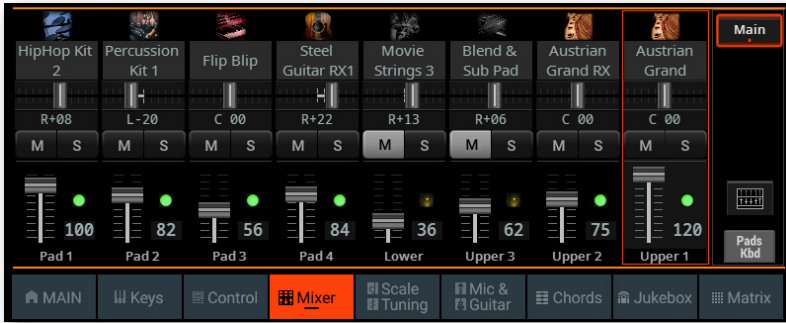 HipHop Kit 2
Percussion Kit 1
Flip Blip
Steel Guitar RX1
Movie Strings 3
Blend & Sub Pad
Austrian Grand RX
Austrian Grand
Main
R+08 L-20 C 00 R+22 R+13 R+06 C 00 C 00
M S M S M S M S M S M S M S M S
100 82 56 84 36 62 75 120
Pad 1 Pad 2 Pad 3 Pad 4 Lower Upper 3 Upper 2 Upper 1
Pads
Kbd
MAIN Keys Control Mixer Scale Tuning Mic & Guitar Chords Jukebox Matrix